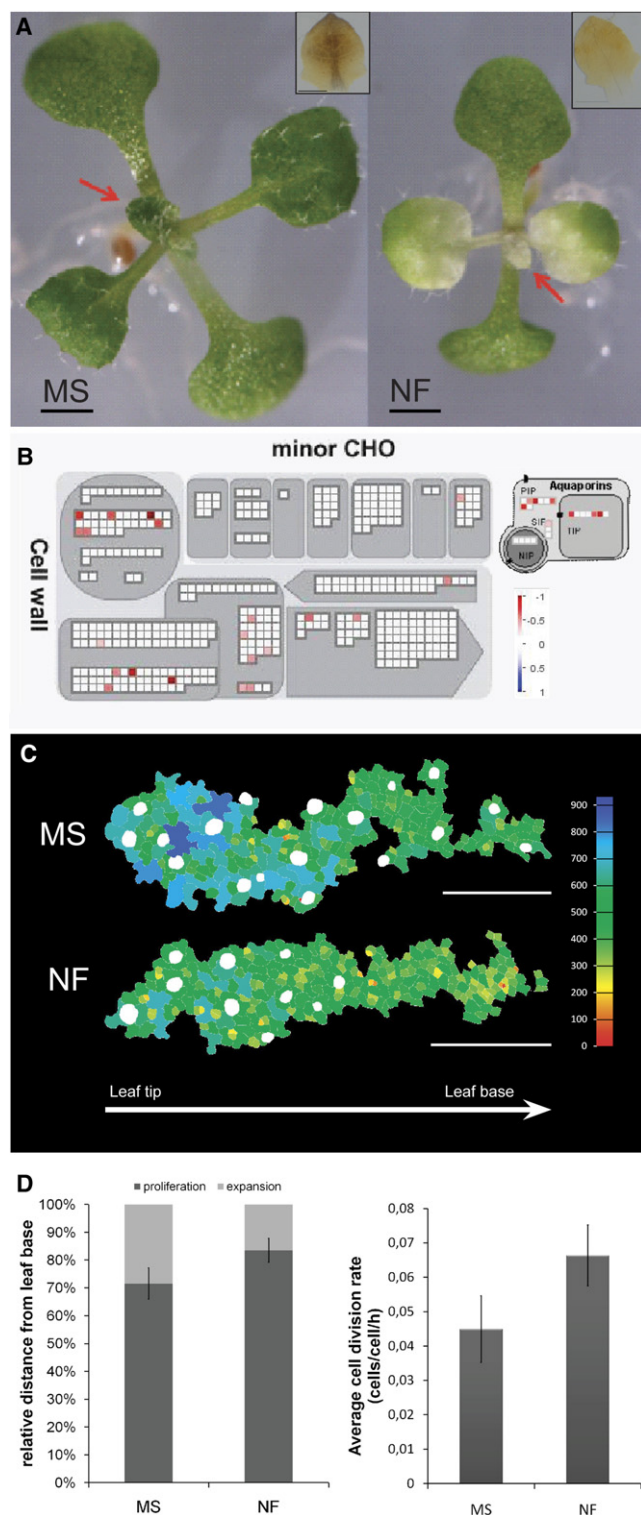 A
MS
NF
B
minor CHO
Cell wall
Aquaporins
PIP
SIP
TIP
NIP
-1
-0.5
0
0.5
1
C
MS
NF
900
800
700
600
500
400
300
200
100
0
Leaf tip
Leaf base
D
proliferation
expansion
100%
90%
80%
70%
60%
50%
40%
30%
20%
10%
0%
relative distance from leaf base
MS
NF
0,08
0,07
0,06
0,05
0,04
0,03
0,02
0,01
0
Average cell division rate
(cells/cell/h)
MS
NF